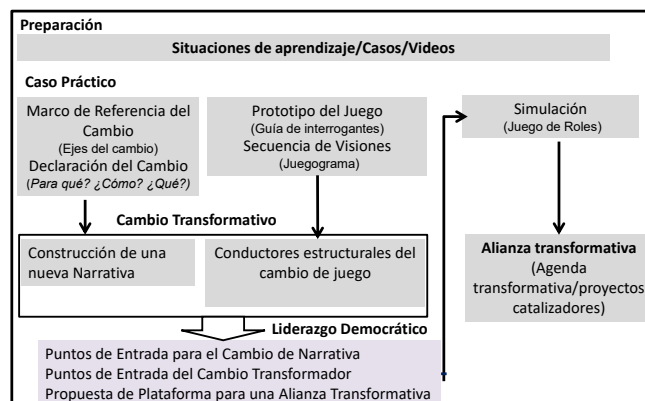 Preparación
Situaciones de aprendizaje/Casos/Videos
Caso Práctico
Marco de Referencia del
Cambio
(Ejes del cambio)
Declaración del Cambio
(Para qué? ¿Cómo? ¿Qué?)
Prototipo del Juego
(Guía de interrogantes)
Secuencia de Visiones
(Juegograma)
Simulación
(Juego de Roles)
Cambio Transformativo
Construcción de una
nueva Narrativa
Conductores estructurales del
cambio de juego
Alianza transformativa
(Agenda
transformativa/proyectos
catalizadores)
Liderazgo Democrático
Puntos de Entrada para el Cambio de Narrativa
Puntos de Entrada del Cambio Transformador
Propuesta de Plataforma para una Alianza Transformativa